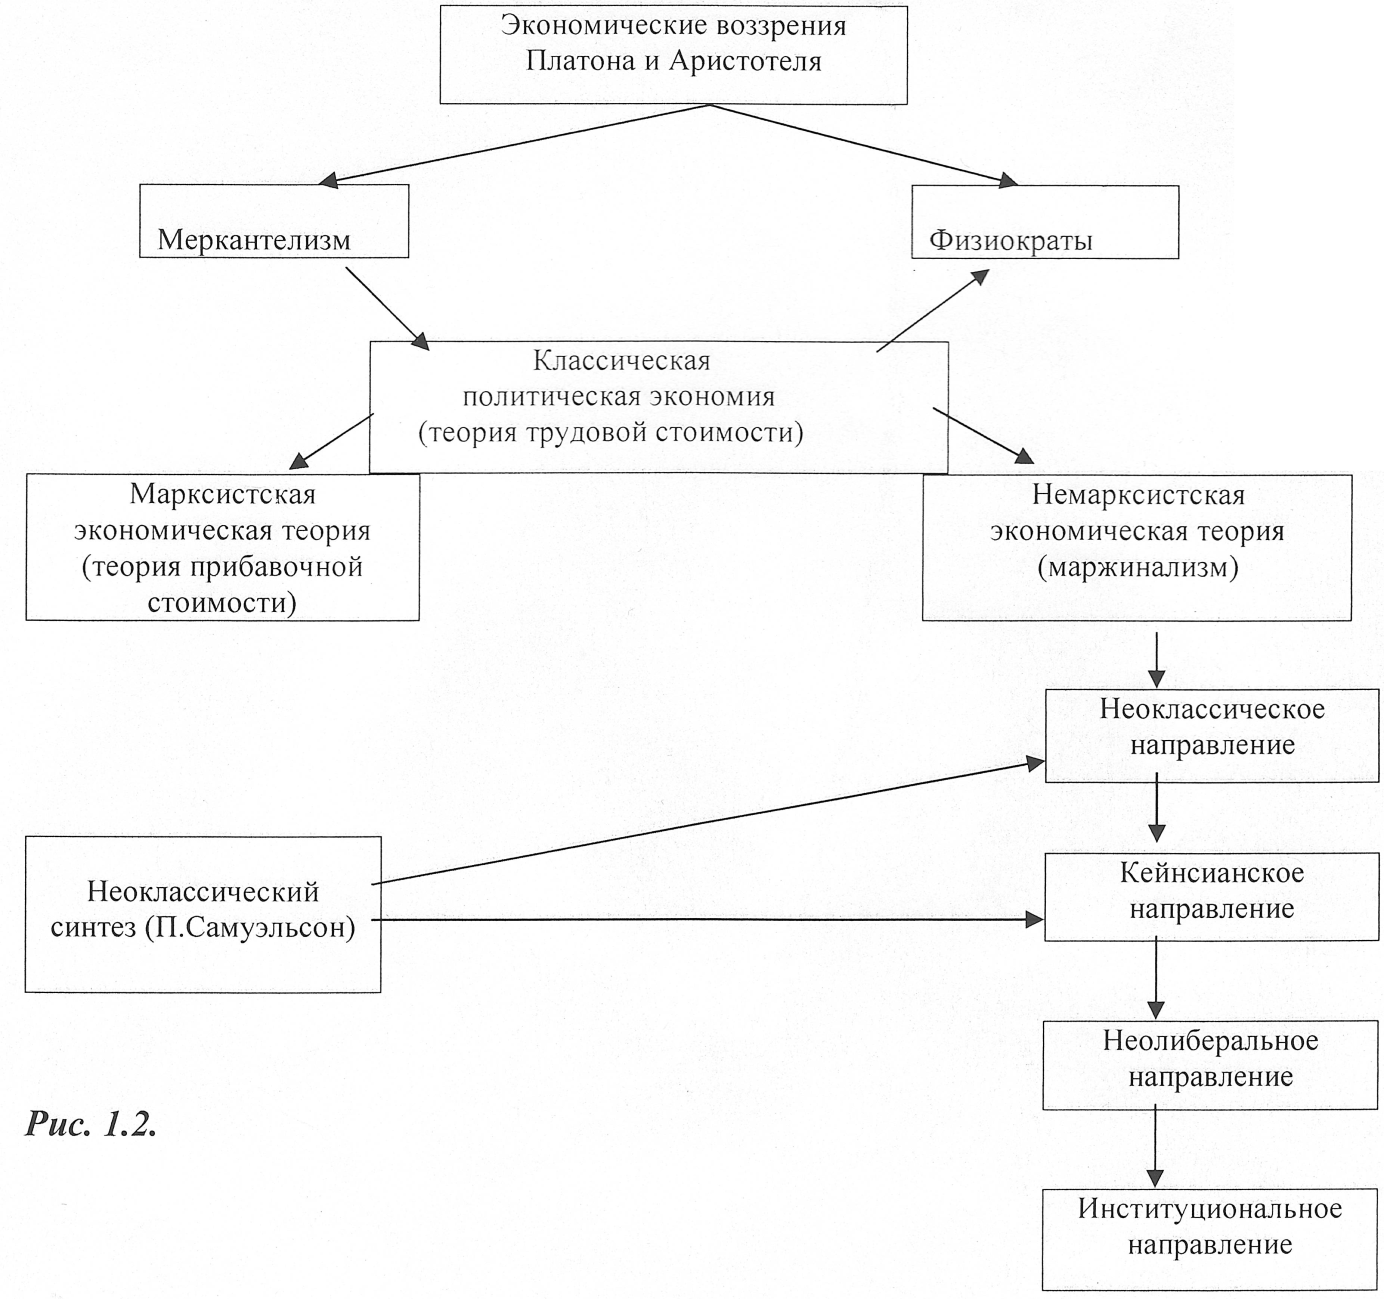 Экономические воззрения
Платона и Аристотеля
Меркантелизм
Физиократы
Классическая
политическая экономия
(теория трудовой стоимости)
Марксистская
экономическая теория
(теория прибавочной
стоимости)
Немарксистская
экономическая теория
(маржинализм)
Неоклассическое
направление
Неоклассический
синтез (П.Самуэльсон)
Кейнсианское
направление
Неолиберальное
направление
Рис. 1.2.
Институциональное
направление